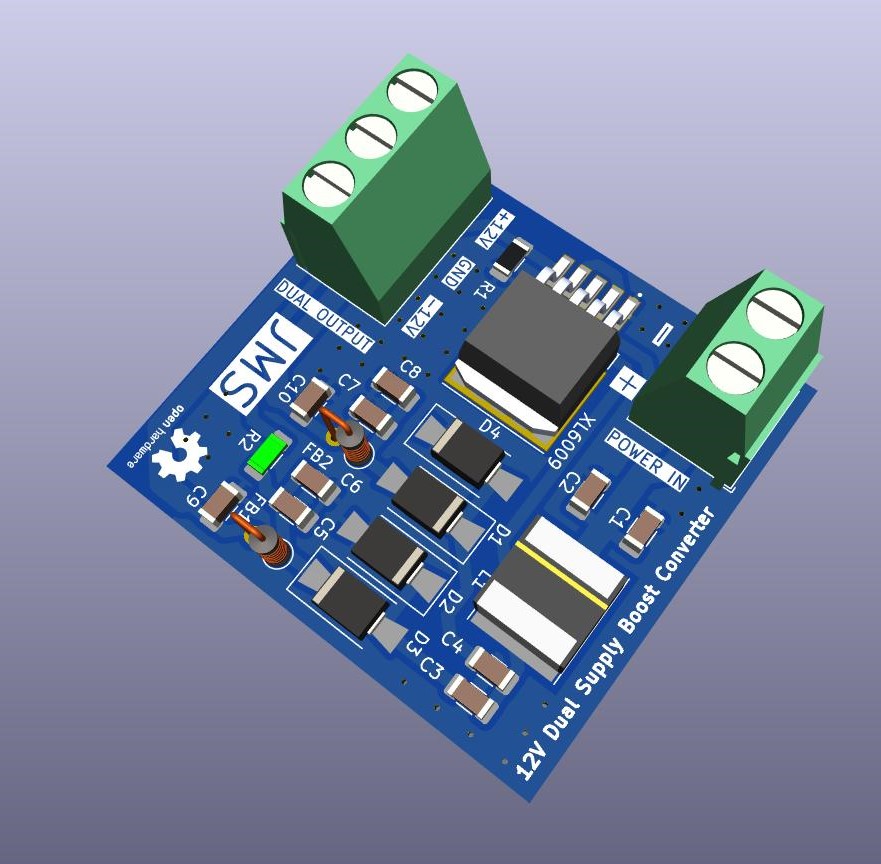 +12V
GND
-12V
DUAL OUTPUT
JMS
open hardware
R1
−
+
POWER IN
XL6009
C10
C7
C8
R2
FB2
C6
C9
FB1
C5
D4
D1
D2
D3
C2
C1
L1
C4
C3
12V Dual Supply Boost Converter